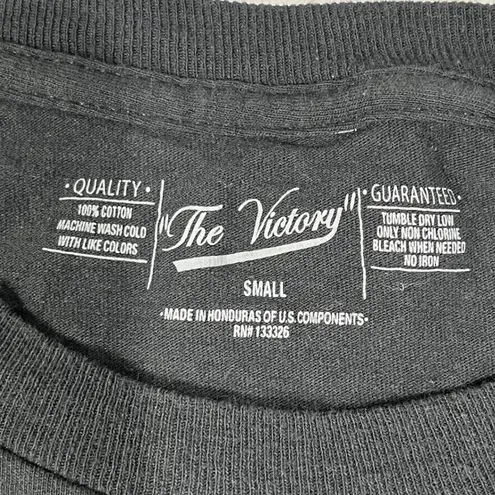 • QUALITY •
100% COTTON
MACHINE WASH COLD
WITH LIKE COLORS
"The Victory"
SMALL
•MADE IN HONDURAS OF U.S. COMPONENTS•
RN# 133326
• GUARANTEED •
TUMBLE DRY LOW
ONLY NON CHLORINE
BLEACH WHEN NEEDED
NO IRON